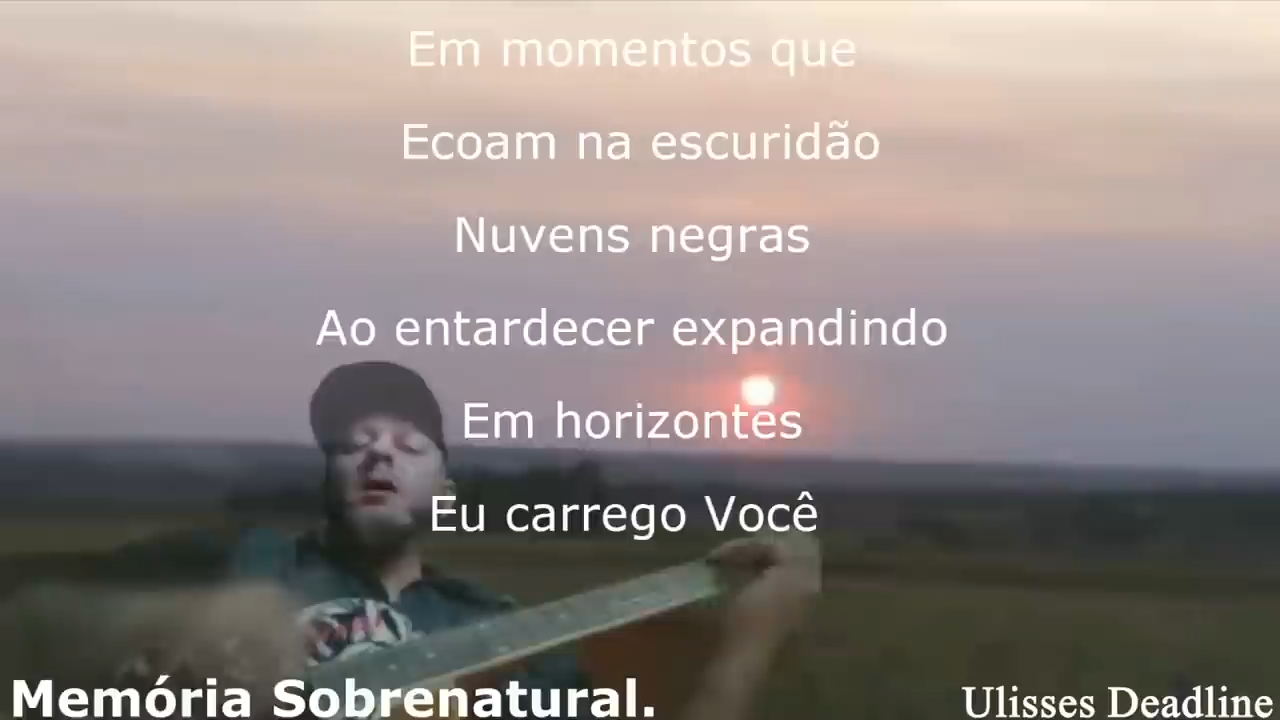 Em momentos que
Ecoam na escuridão
Nuvens negras
Ao entardecer expandindo
Em horizontes
Eu carrego Você
Memória Sobrenatural.
Ulisses Deadline